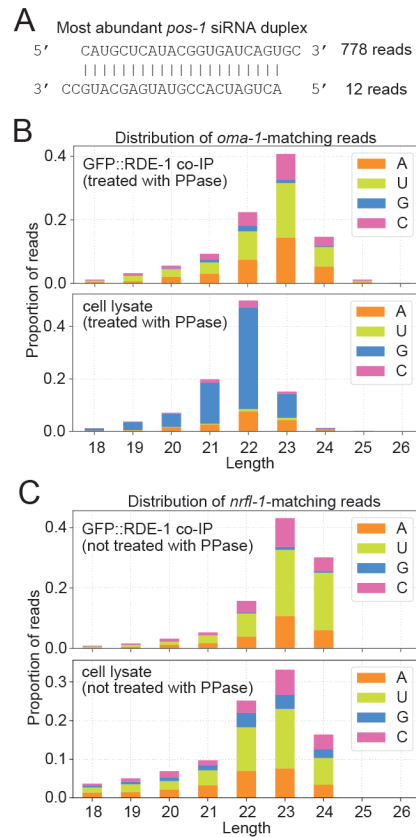 A
Most abundant pos-1 siRNA duplex
5′ CAUGCUCAUACGGUGAUCAGUGC 3′ 778 reads
3′ CCGUACGAGUAUGCCACUAGUCA 5′ 12 reads
B
Distribution of oma-1-matching reads
GFP::RDE-1 co-IP
(treated with PPase)
A
U
G
C
0.4
0.2
0.0
cell lysate
(treated with PPase)
A
U
G
C
0.4
0.2
0.0
Proportion of reads
18 19 20 21 22 23 24 25 26
Length
C
Distribution of nrfl-1-matching reads
GFP::RDE-1 co-IP
(not treated with PPase)
A
U
G
C
0.4
0.2
0.0
cell lysate
(not treated with PPase)
A
U
G
C
0.3
0.2
0.1
0.0
Proportion of reads
18 19 20 21 22 23 24 25 26
Length